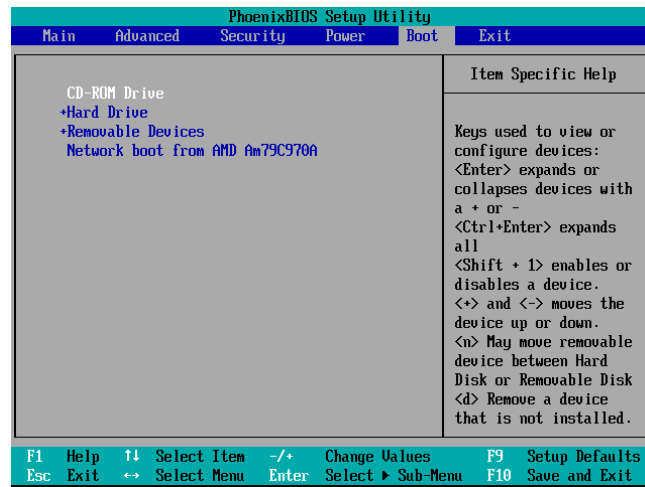 PhoenixBIOS Setup Utility
Main Advanced Security Power Boot Exit
CD-ROM Drive
+Hard Drive
+Removable Devices
Network boot from AMD Am79C970A
Item Specific Help
Keys used to view or
configure devices:
<Enter> expands or
collapses devices with
a + or -
<Ctrl+Enter> expands
all
<Shift + 1> enables or
disables a device.
<+> and <-> moves the
device up or down.
<n> May move removable
device between Hard
Disk or Removable Disk
<d> Remove a device
that is not installed.
F1 Help ↑↓ Select Item -/+ Change Values F9 Setup Defaults
Esc Exit ↔ Select Menu Enter Select ▶ Sub-Menu F10 Save and Exit